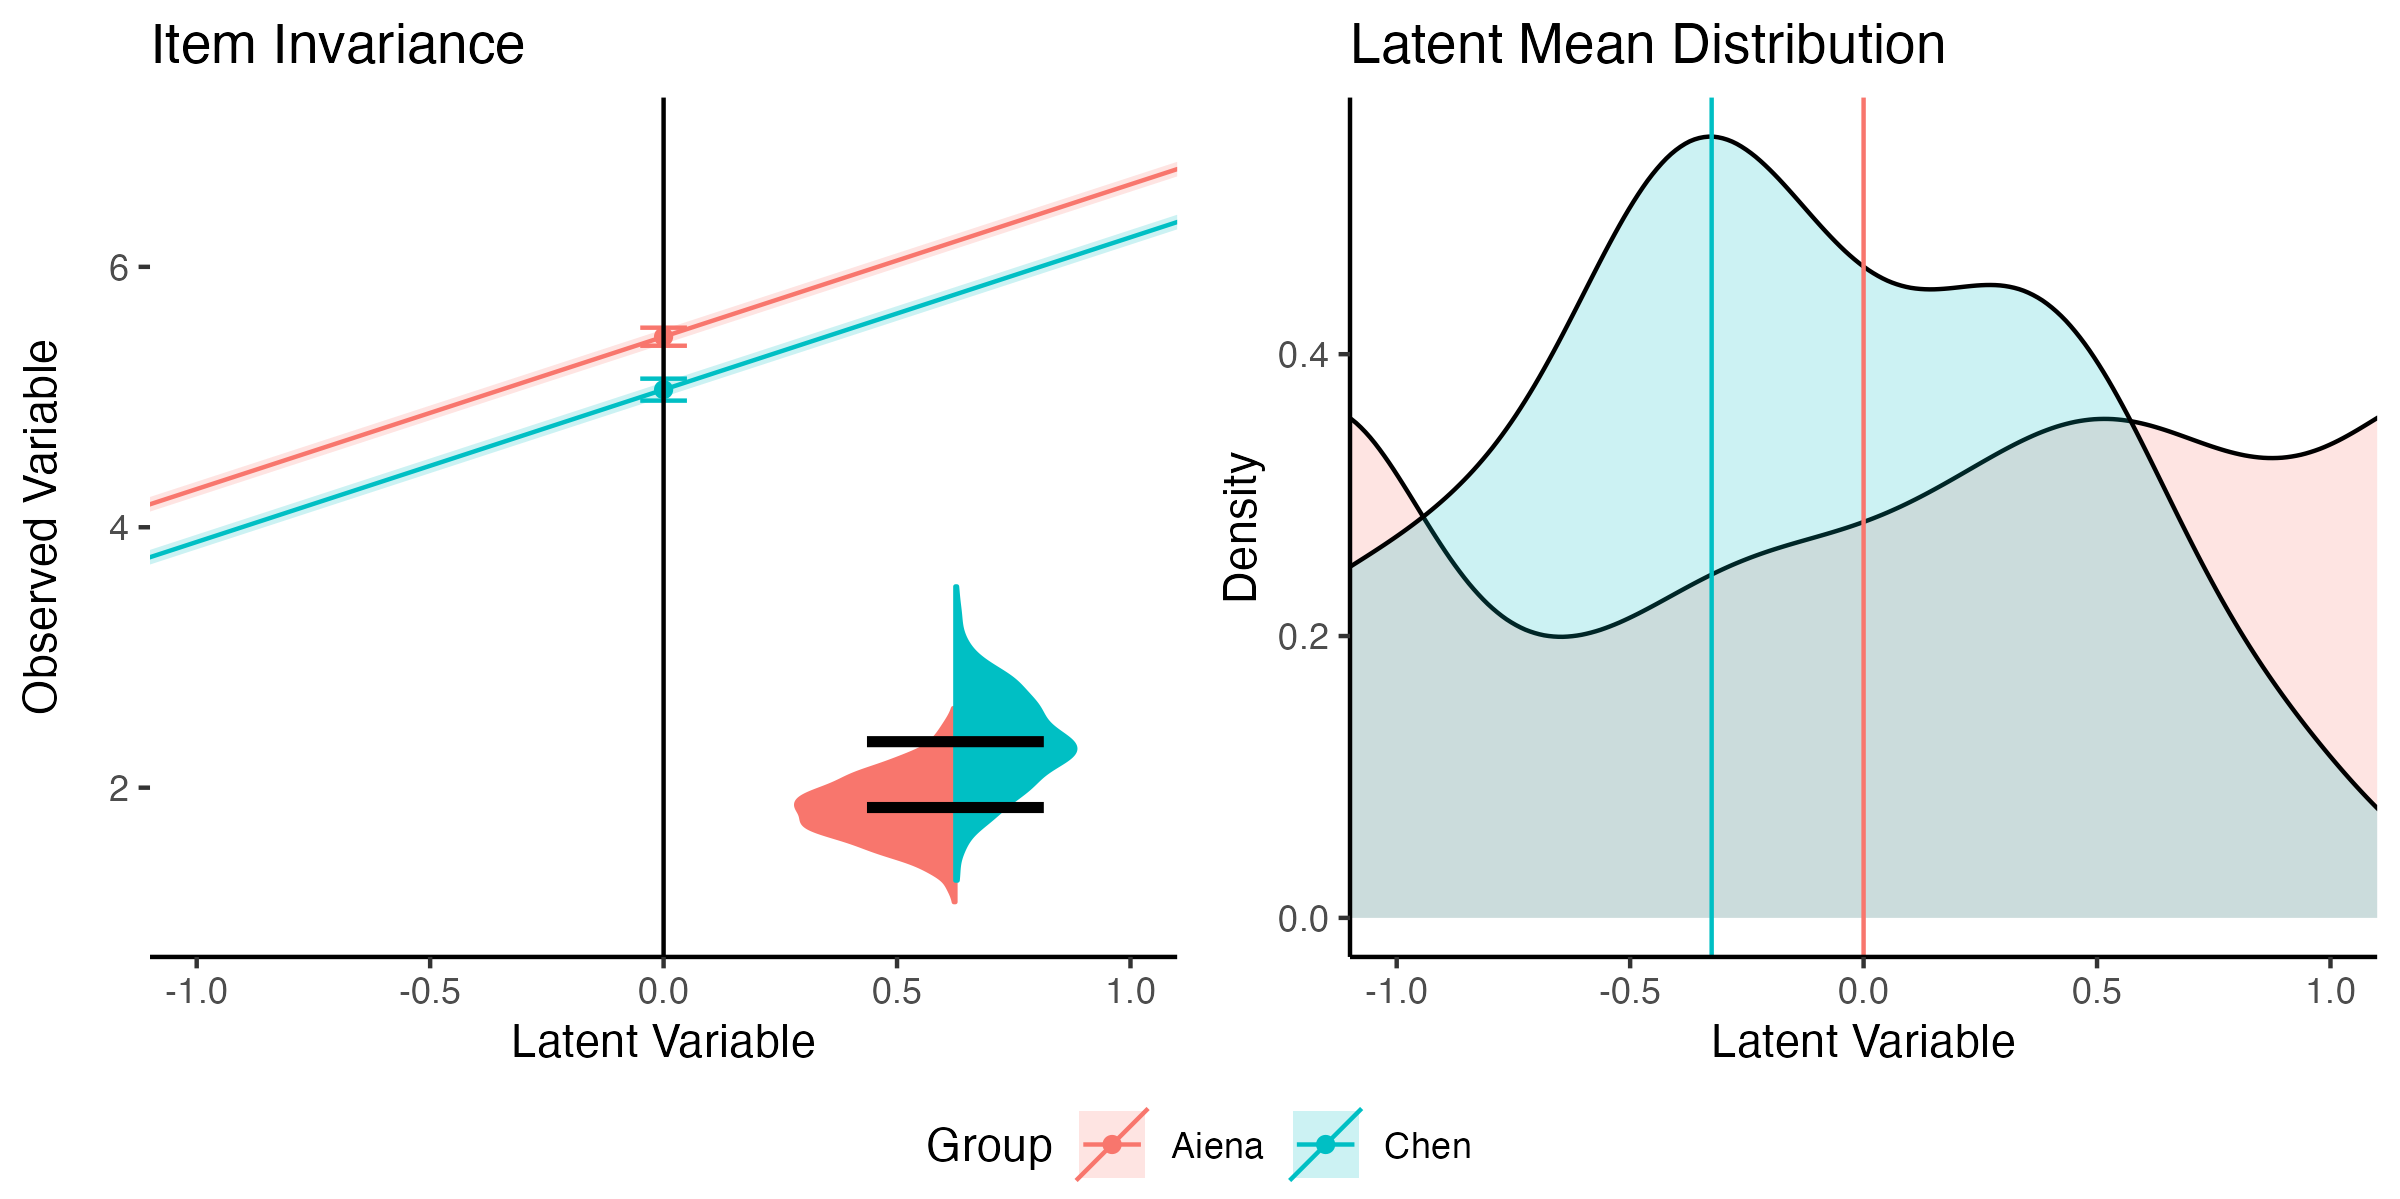 Item Invariance
Observed Variable
6
4
2
-1.0 -0.5 0.0 0.5 1.0
Latent Variable
Latent Mean Distribution
Density
0.4
0.2
0.0
-1.0 -0.5 0.0 0.5 1.0
Latent Variable
Group Aiena Chen